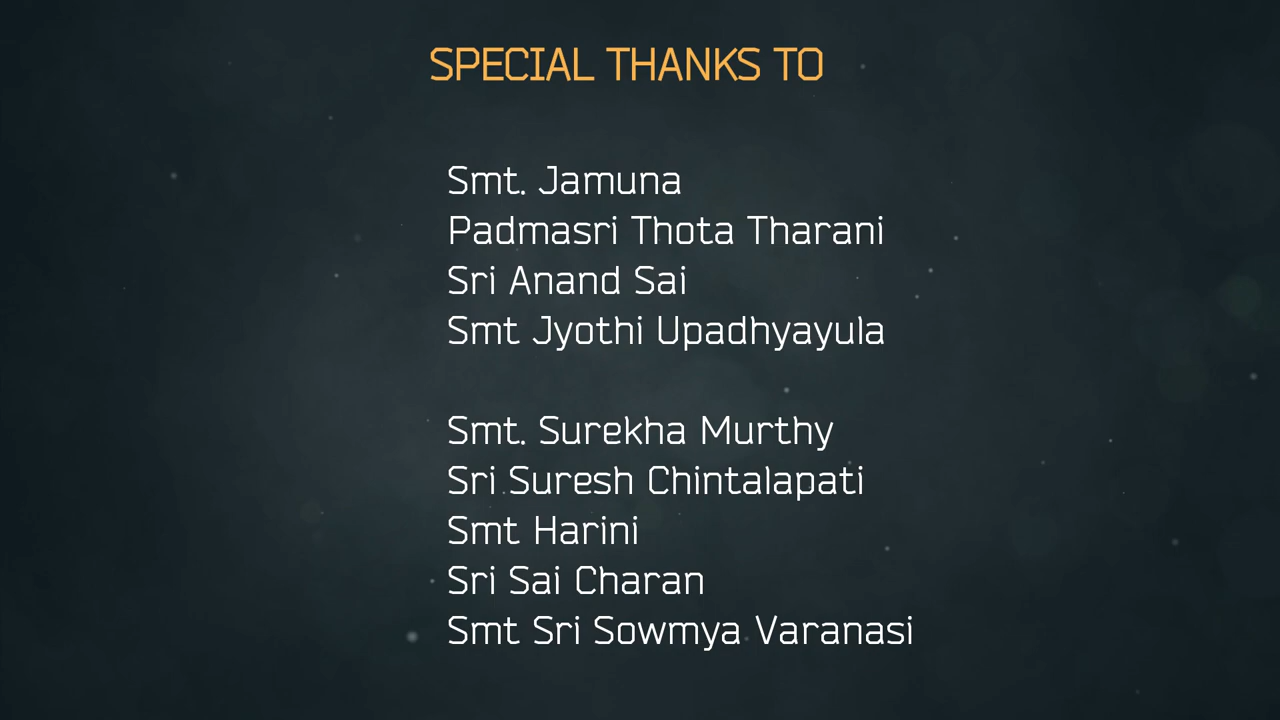 SPECIAL THANKS TO
Smt. Jamuna
Padmasri Thota Tharani
Sri Anand Sai
Smt Jyothi Upadhyayula
Smt. Surekha Murthy
Sri Suresh Chintalapati
Smt Harini
Sri Sai Charan
Smt Sri Sowmya Varanasi